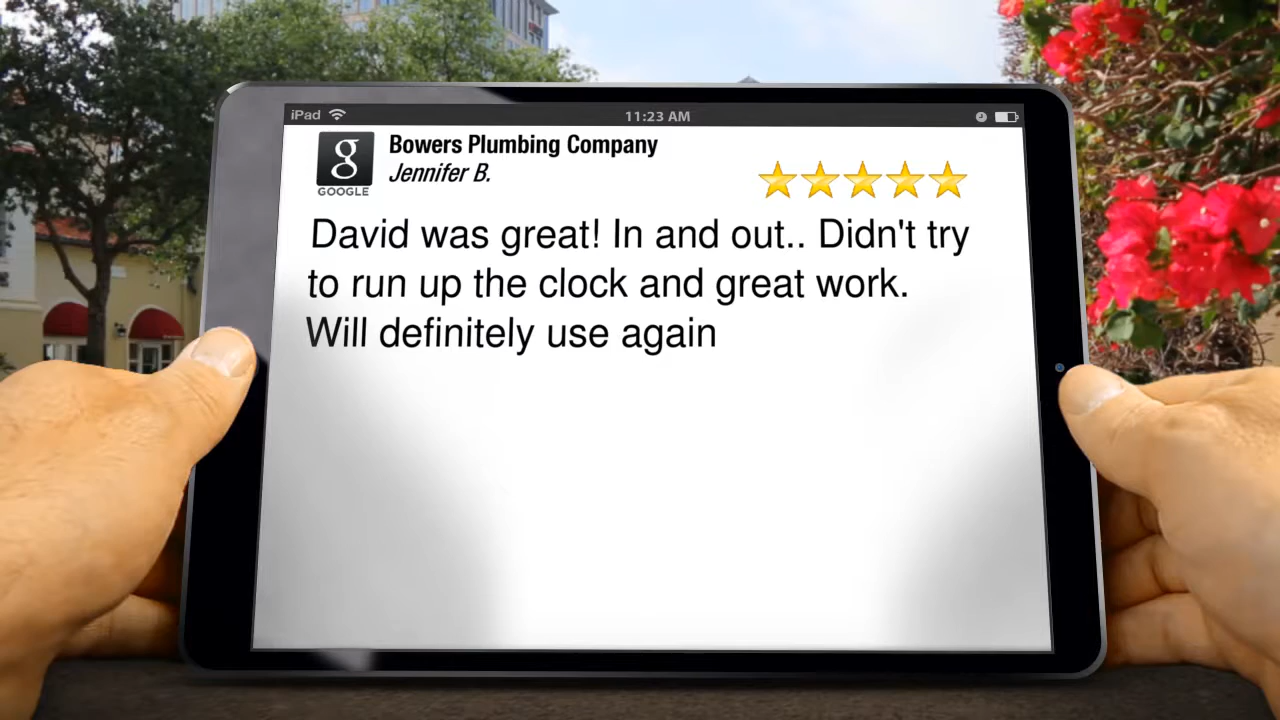 iPad 11:23 AM
g
GOOGLE
Bowers Plumbing Company
Jennifer B.
David was great! In and out.. Didn't try
to run up the clock and great work.
Will definitely use again